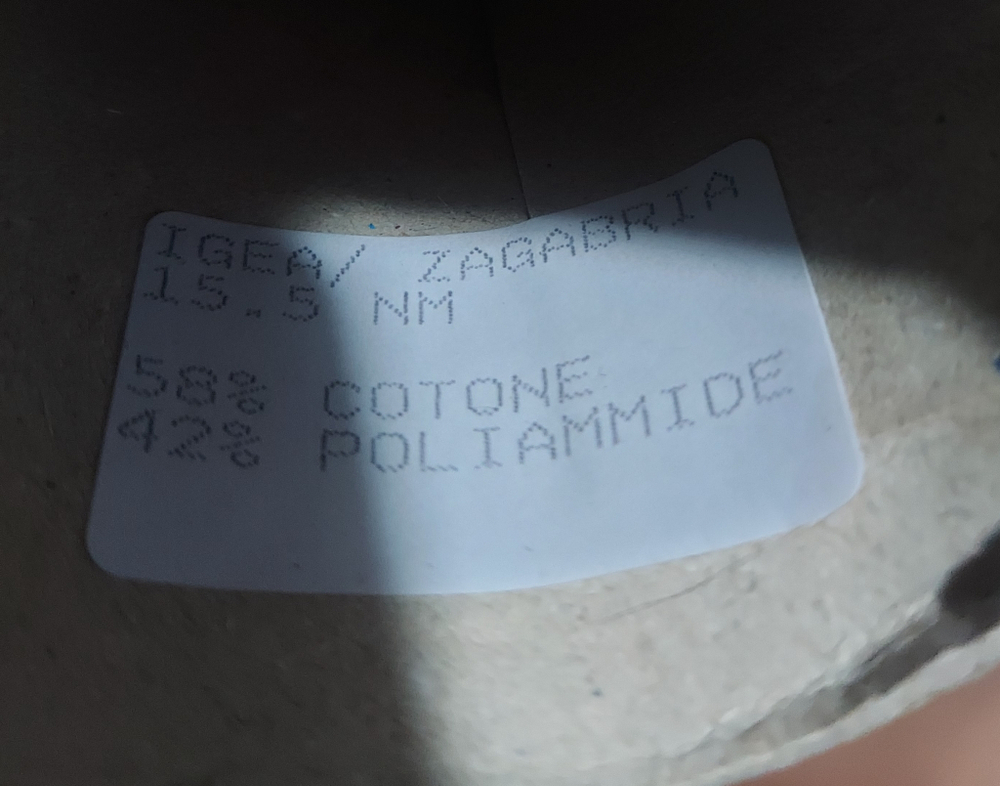 IGEA/ ZAGABRIA
15.5 NM
58% COTONE
42% POLIAMMIDE